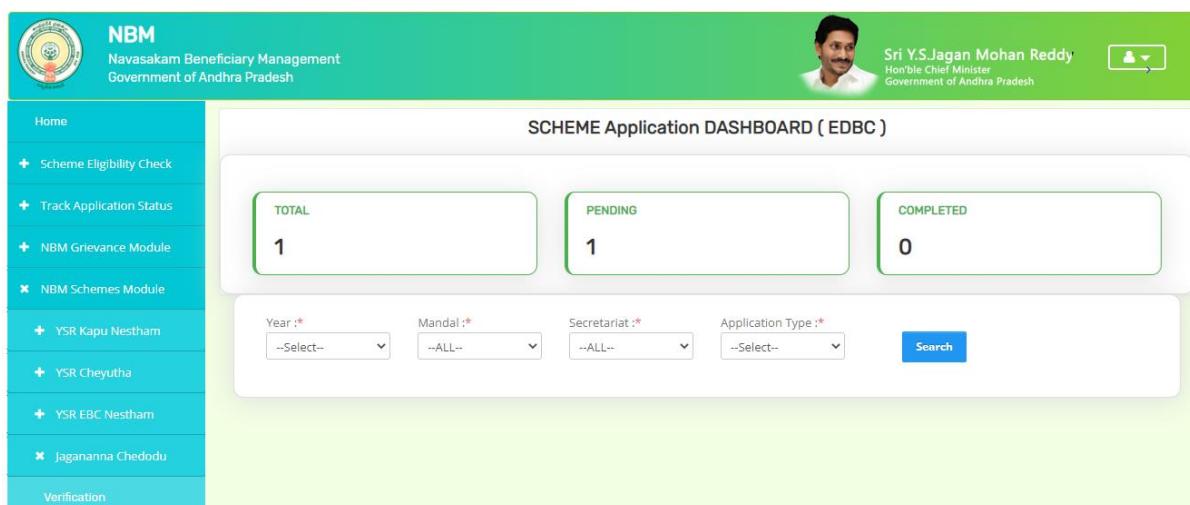 NBM
Navasakam Beneficiary Management
Government of Andhra Pradesh
Sri Y.S.Jagan Mohan Reddy
Hon'ble Chief Minister
Government of Andhra Pradesh
Home
Scheme Eligibility Check
Track Application Status
NBM Grievance Module
NBM Schemes Module
YSR Kapu Nestham
YSR Cheyutha
YSR EBC Nestham
Jagananna Chedodu
Verification
SCHEME Application DASHBOARD ( EDBC )
TOTAL
1
PENDING
1
COMPLETED
0
Year :* Mandal :* Secretariat :* Application Type :*
--Select-- --ALL-- --ALL-- --Select-- Search